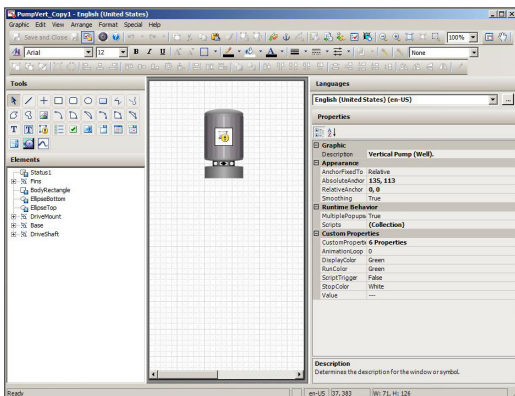 PumpVert_Copy1 - English (United States)
Graphic Edit View Arrange Format Special Help
Save and Close 100%
Arial 12 B I U A None
Tools
T T
Elements
Status1
Fins
BodyRectangle
EllipseBottom
EllipseTop
DriveMount
Base
DriveShaft
Languages
English (United States) (en-US)
...
Properties
Graphic
Description Vertical Pump (Well).
Appearance
AnchorFixedTo Relative
AbsoluteAnchor 135, 113
RelativeAnchor 0, 0
Smoothing True
Runtime Behavior
MultiplePopups True
Scripts (Collection)
Custom Properties
CustomProperti 6 Properties
AnimationLoop 0
DisplayColor Green
RunColor Green
ScriptTrigger False
StopColor White
Value ---
Description
Determines the description for the window or symbol.
Ready en-US 37, 383 W: 71, H: 126